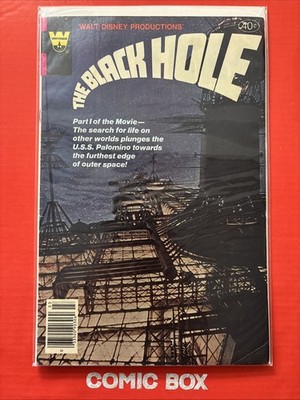 WALT DISNEY PRODUCTIONS'
THE BLACK HOLE
40¢
Part I of the Movie—
The search for life on
other worlds plunges the
U.S.S. Palomino towards
the furthest edge
of outer space!
COMIC BOX